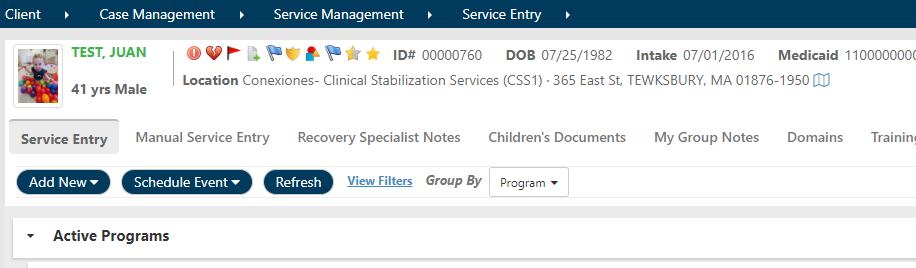 Client Case Management Service Management Service Entry
TEST, JUAN ID# 00000760 DOB 07/25/1982 Intake 07/01/2016 Medicaid 1100000000
41 yrs Male Location Conexiones- Clinical Stabilization Services (CSS1) · 365 East St, TEWKSBURY, MA 01876-1950
Service Entry Manual Service Entry Recovery Specialist Notes Children's Documents My Group Notes Domains Training
Add New Schedule Event Refresh View Filters Group By Program
Active Programs